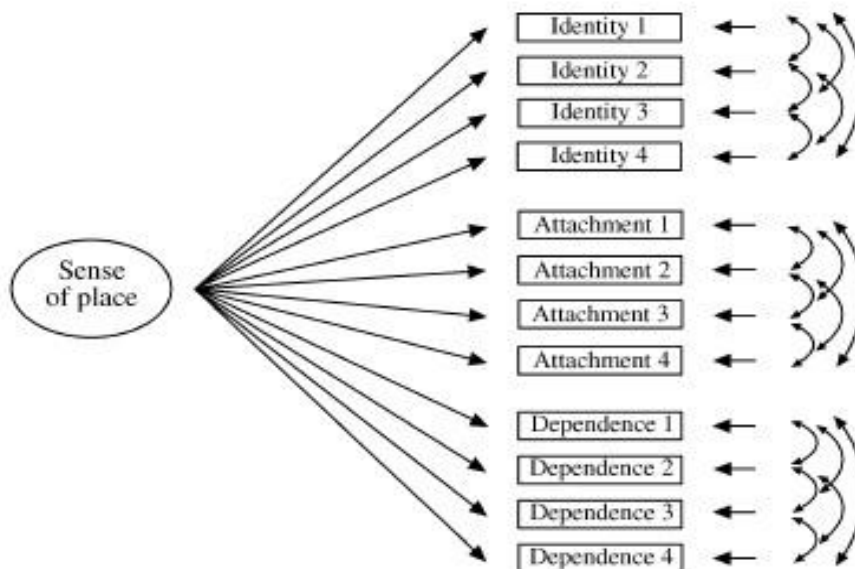 Identity 1
Identity 2
Identity 3
Identity 4
Sense
of place
Attachment 1
Attachment 2
Attachment 3
Attachment 4
Dependence 1
Dependence 2
Dependence 3
Dependence 4